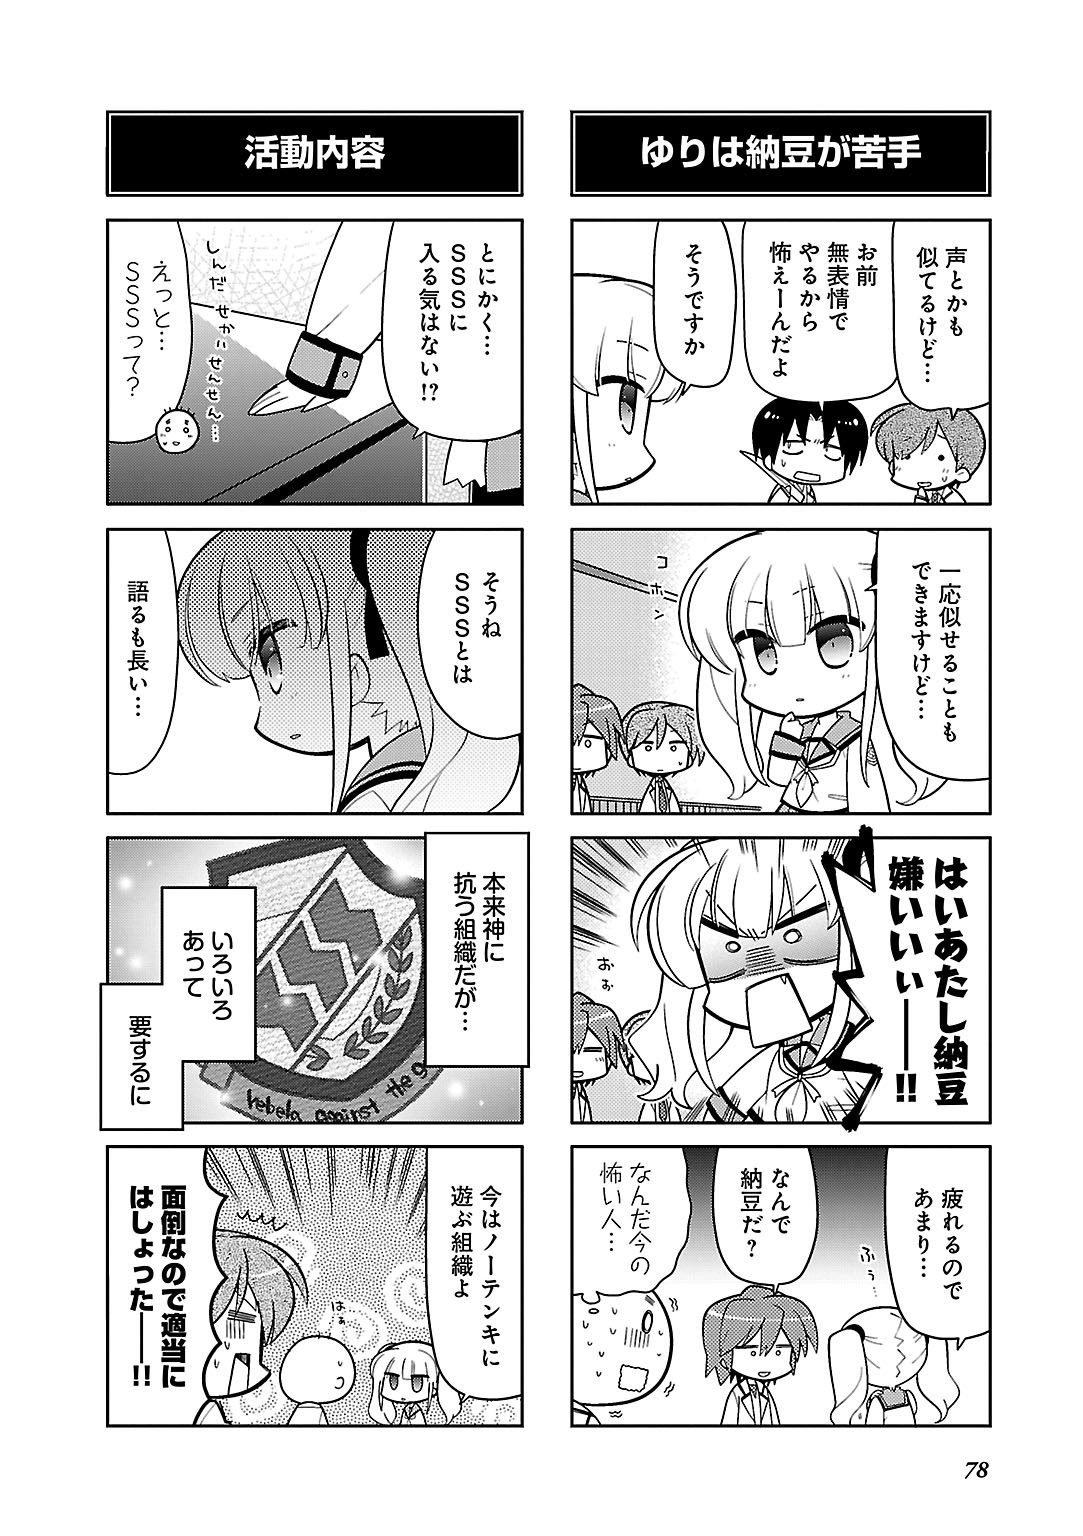 ゆりは納豆が苦手
声とかも
似てるけど…
お前
無表情で
やるから
怖えーんだよ
そうですか
一応似せることも
できますけど…
コホン
はいあたし納豆
嫌いいいぃ――!!
おぉ
疲れるので
あまり…
ふぅ…
なんで
納豆だ?
なんだ今の
怖い人…
活動内容
とにかく…
SSSに
入る気はない!?
しんだ せかい せんせん…
えっと…
SSSって?
そうね
SSSとは
語るも長い…
本来神に
抗う組織だが…
いろいろ
あって
要するに
rebels against the g
今はノーテンキに
遊ぶ組織よ
はぁ
面倒なので適当に
はしょった――!!
78